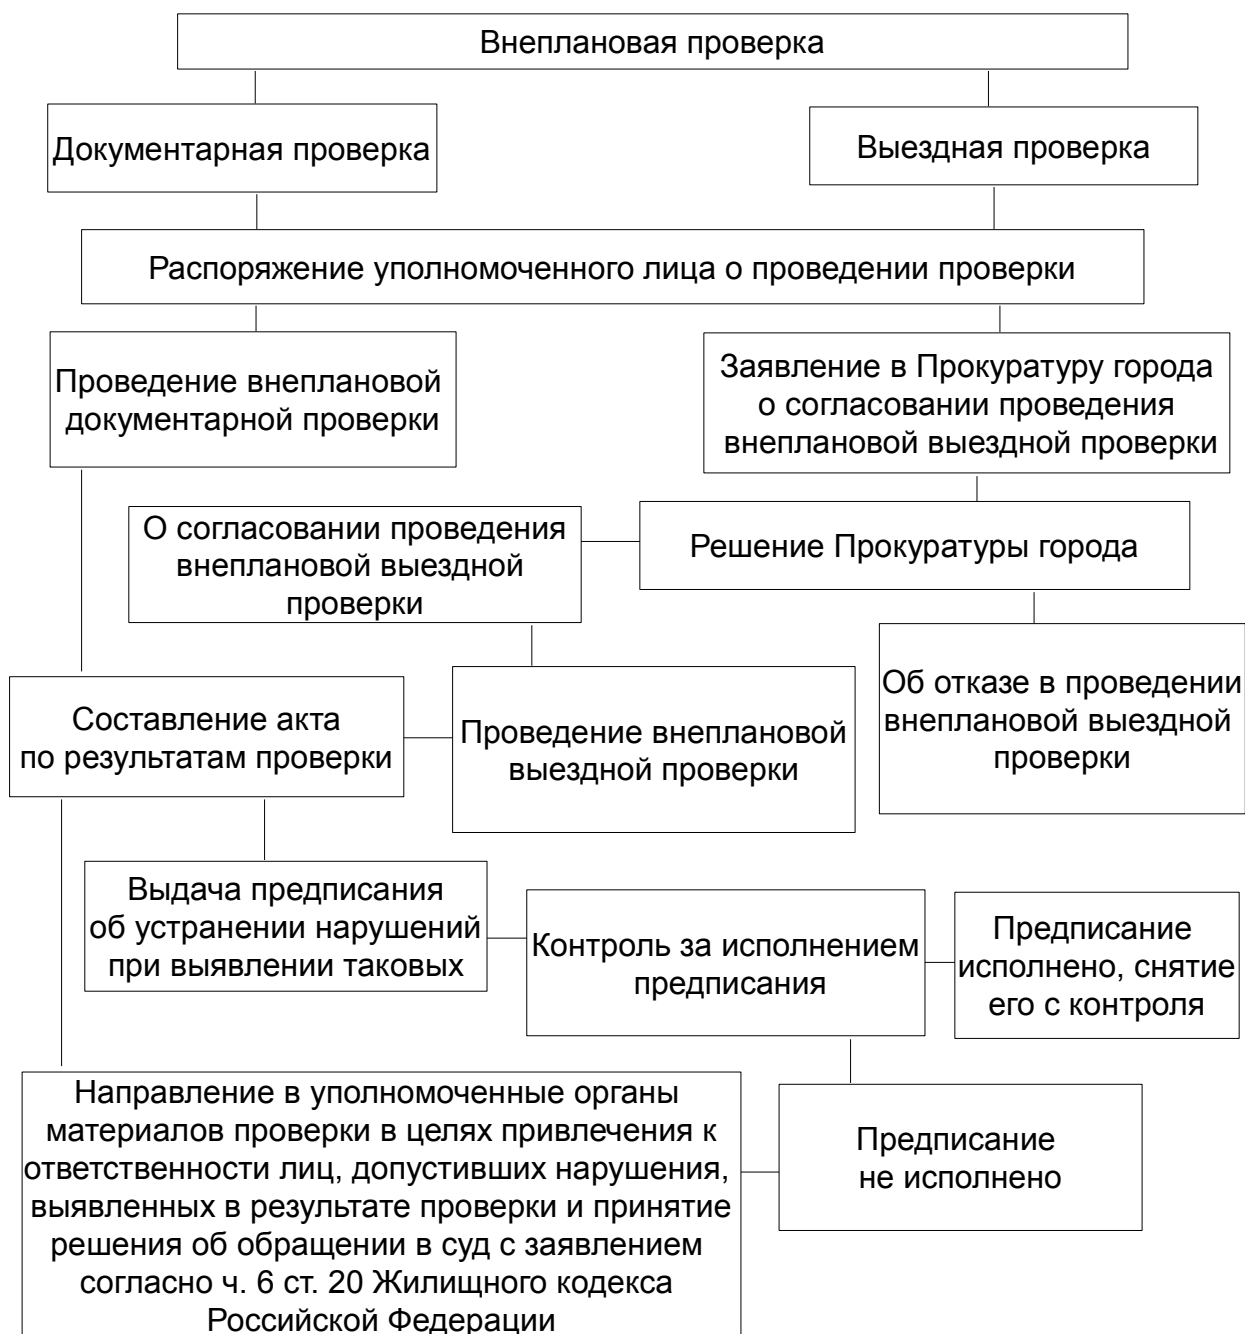 Внеплановая проверка
Документарная проверка
Выездная проверка
Распоряжение уполномоченного лица о проведении проверки
Проведение внеплановой
документарной проверки
Заявление в Прокуратуру города
о согласовании проведения
внеплановой выездной проверки
О согласовании проведения
внеплановой выездной
проверки
Решение Прокуратуры города
Об отказе в проведении
внеплановой выездной
проверки
Составление акта
по результатам проверки
Проведение внеплановой
выездной проверки
Выдача предписания
об устранении нарушений
при выявлении таковых
Контроль за исполнением
предписания
Предписание
исполнено, снятие
его с контроля
Направление в уполномоченные органы
материалов проверки в целях привлечения к
ответственности лиц, допустивших нарушения,
выявленных в результате проверки и принятие
решения об обращении в суд с заявлением
согласно ч. 6 ст. 20 Жилищного кодекса
Российской Федерации
Предписание
не исполнено